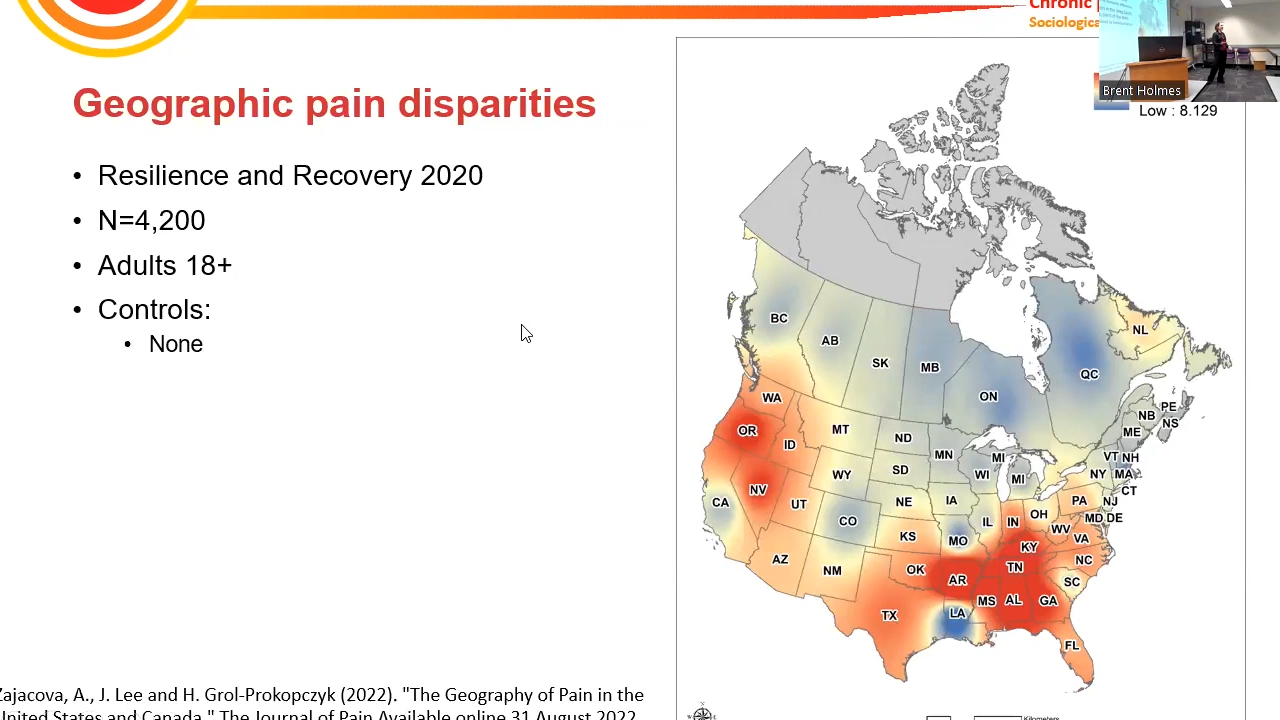 Chronic
Sociologica
Brent Holmes
Low : 8.129
Geographic pain disparities
• Resilience and Recovery 2020
• N=4,200
• Adults 18+
• Controls:
• None
BC
AB
SK
MB
ON
QC
NL
PE
NB
NS
ME
WA
OR
ID
MT
ND
MN
MI
VT NH
WI
MI
NY MA
WY
SD
CT
NV
CA
UT
NE
IA
PA
NJ
CO
IL
IN
OH
MD DE
WV
KS
MO
VA
KY
AZ
NM
OK
AR
TN
NC
SC
TX
LA
MS
AL
GA
FL
Kilometers
Zajacova, A., J. Lee and H. Grol-Prokopczyk (2022). "The Geography of Pain in the
United States and Canada." The Journal of Pain Available online 31 August 2022.